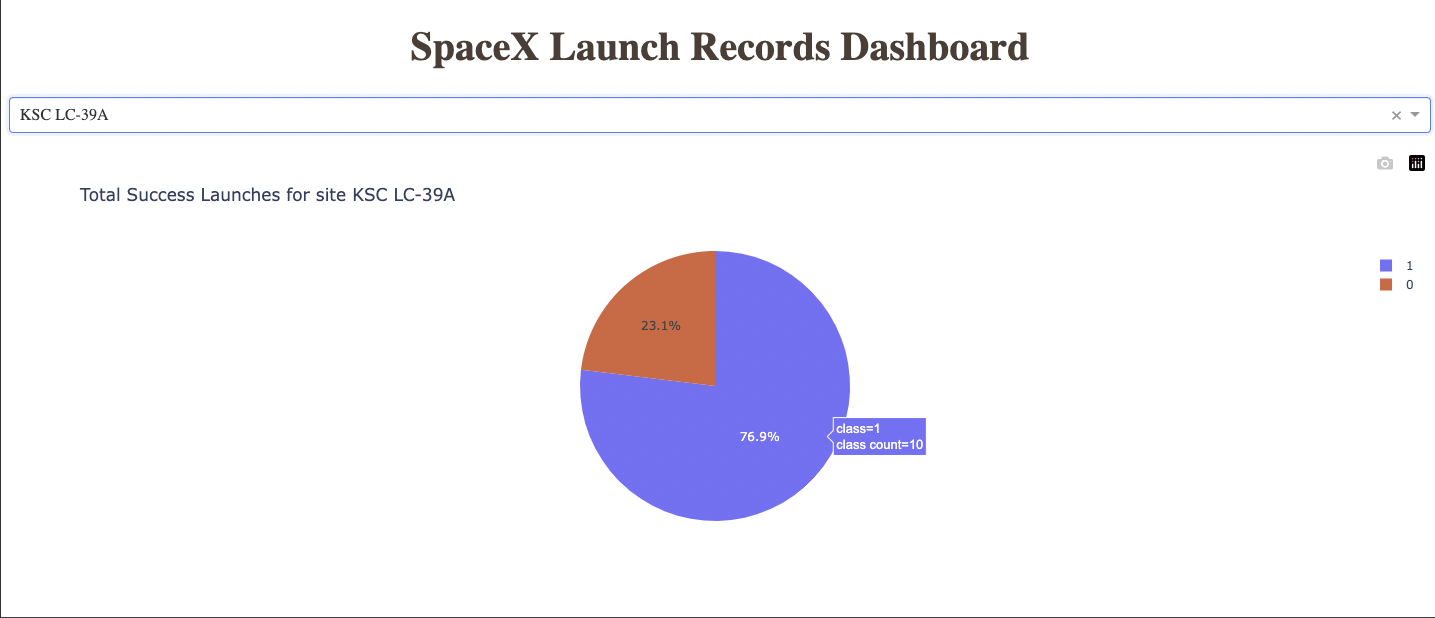 SpaceX Launch Records Dashboard
KSC LC-39A
Total Success Launches for site KSC LC-39A
1
0
23.1%
76.9%
class=1
class count=10